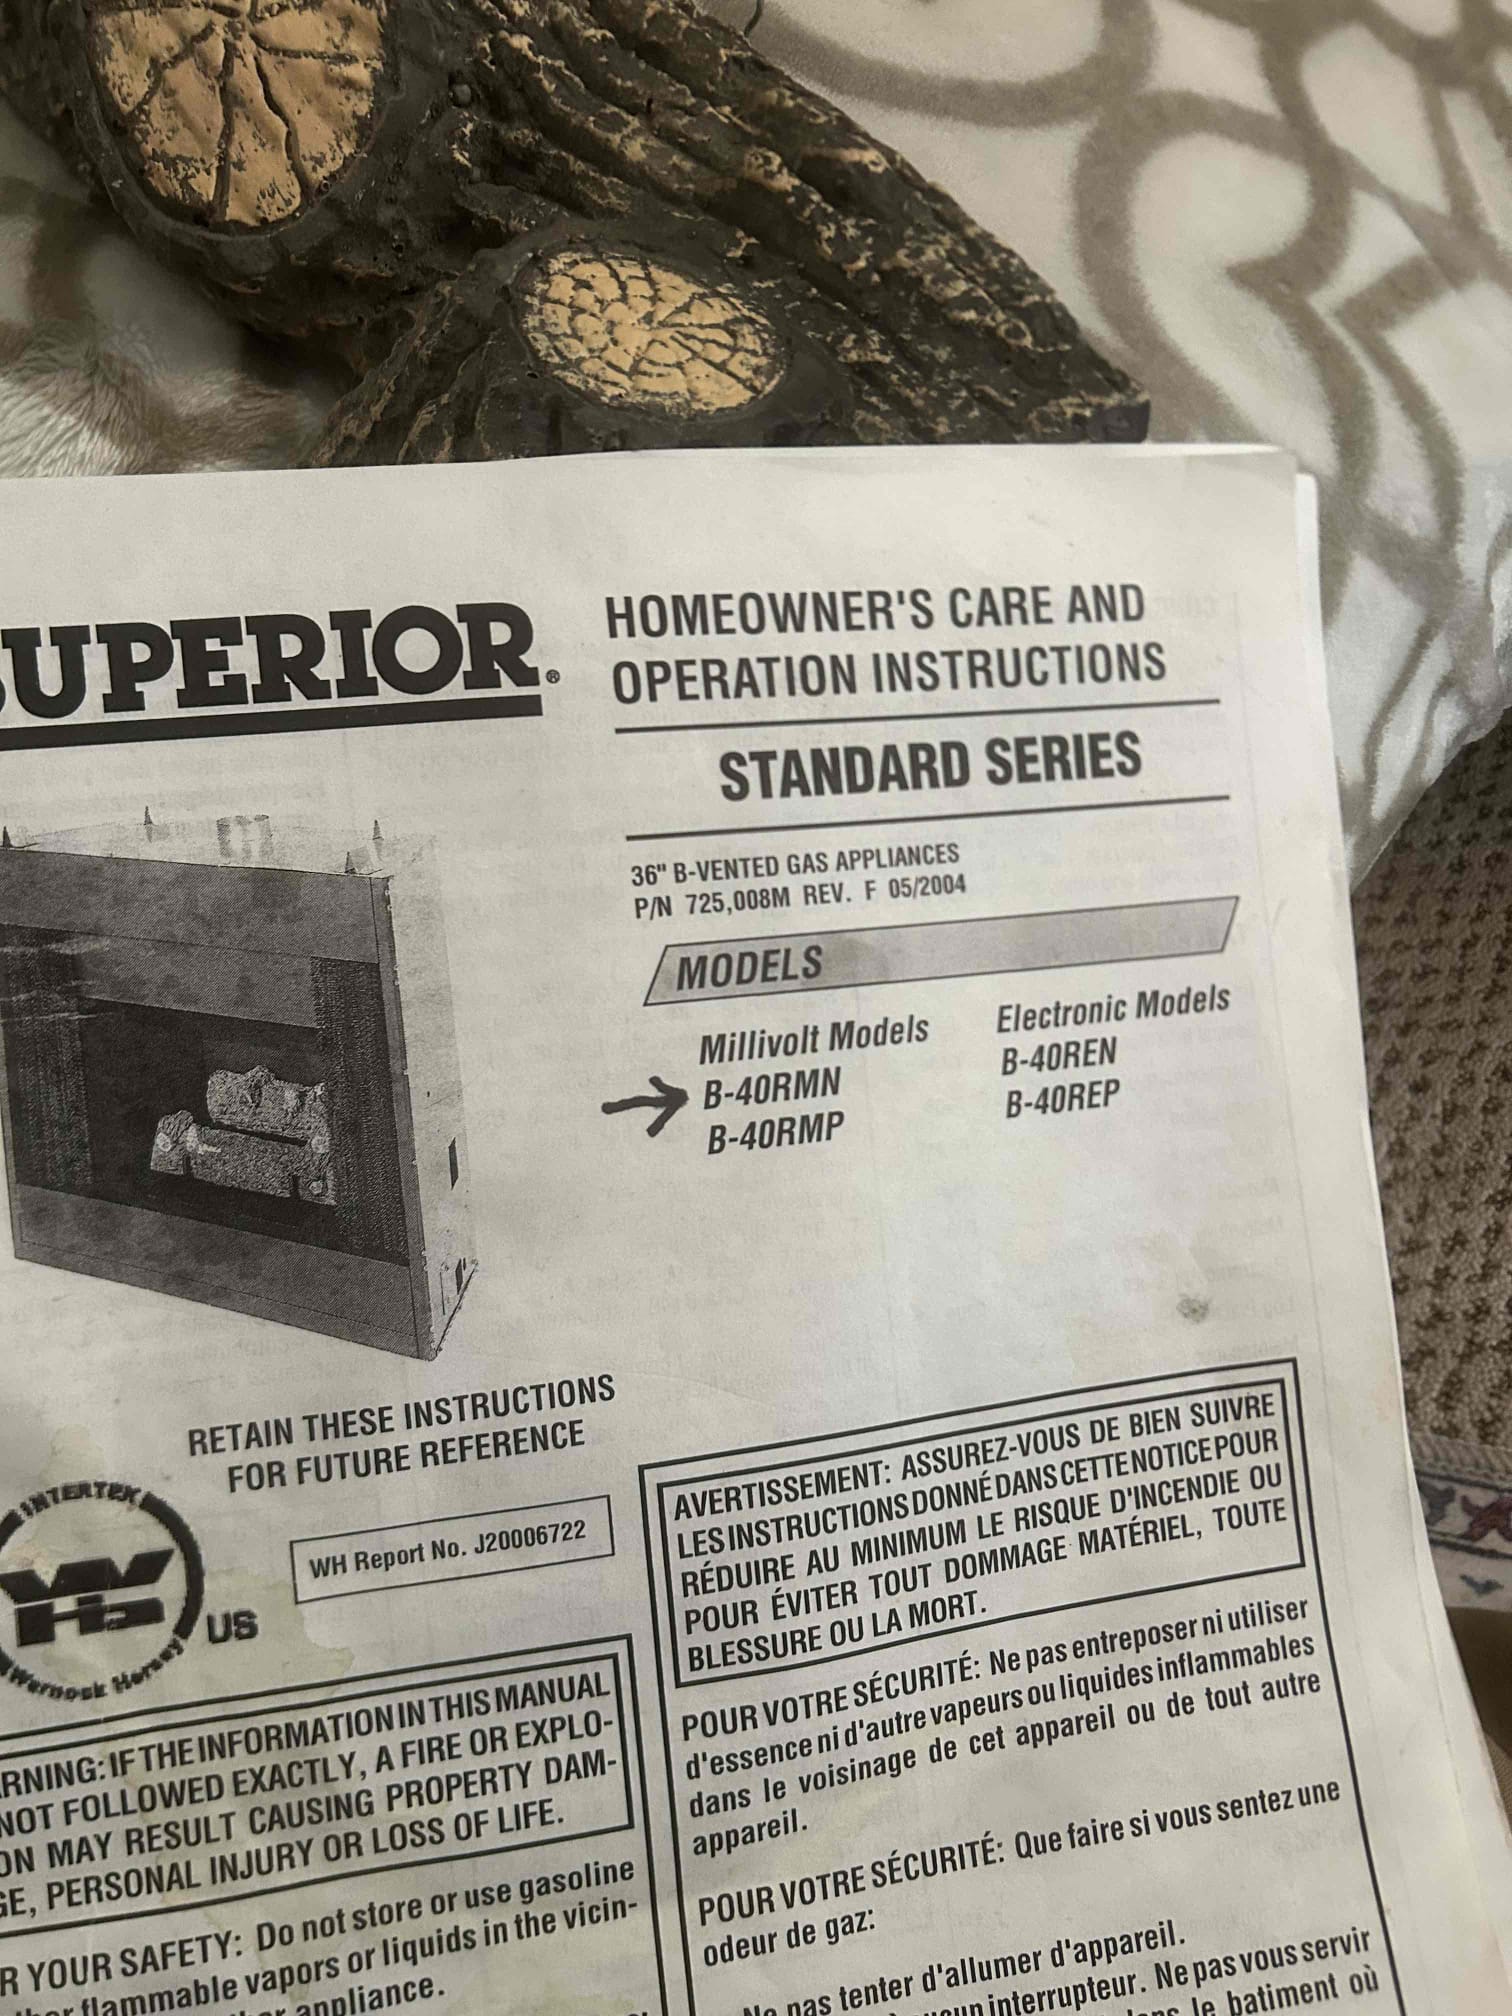 SUPERIOR®
HOMEOWNER'S CARE AND
OPERATION INSTRUCTIONS
STANDARD SERIES
36" B-VENTED GAS APPLIANCES
P/N 725,008M REV. F 05/2004
MODELS
Millivolt Models
B-40RMN
B-40RMP
Electronic Models
B-40REN
B-40REP
RETAIN THESE INSTRUCTIONS
FOR FUTURE REFERENCE
INTERTEK
WH
Warnock Hersey
US
WH Report No. J20006722
RNING: IF THE INFORMATION IN THIS MANUAL
NOT FOLLOWED EXACTLY, A FIRE OR EXPLO-
ON MAY RESULT CAUSING PROPERTY DAM-
GE, PERSONAL INJURY OR LOSS OF LIFE.
R YOUR SAFETY: Do not store or use gasoline
flammable vapors or liquids in the vicin-
appliance.
AVERTISSEMENT: ASSUREZ-VOUS DE BIEN SUIVRE
LES INSTRUCTIONS DONNÉ DANS CETTE NOTICE POUR
RÉDUIRE AU MINIMUM LE RISQUE D'INCENDIE OU
POUR ÉVITER TOUT DOMMAGE MATÉRIEL, TOUTE
BLESSURE OU LA MORT.
POUR VOTRE SÉCURITÉ: Ne pas entreposer ni utiliser
d'essence ni d'autre vapeurs ou liquides inflammables
dans le voisinage de cet appareil ou de tout autre
appareil.
POUR VOTRE SÉCURITÉ: Que faire si vous sentez une
odeur de gaz:
Ne pas tenter d'allumer d'appareil.
interrupteur. Ne pas vous servir
le batiment où